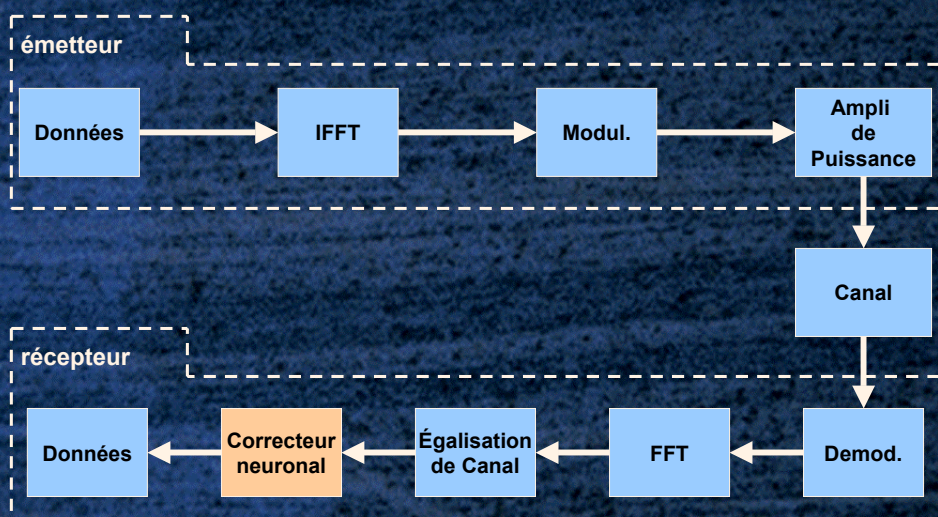 émetteur
Données
IFFT
Modul.
Ampli
de
Puissance
Canal
récepteur
Données
Correcteur
neuronal
Égalisation
de Canal
FFT
Demod.